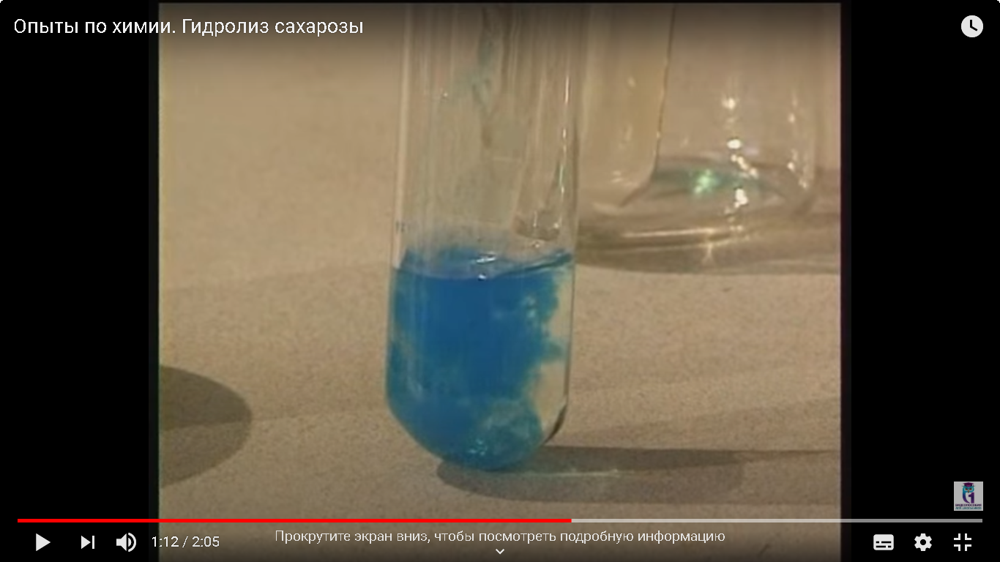 Опыты по химии. Гидролиз сахарозы
1:12 / 2:05
Прокрутите экран вниз, чтобы посмотреть подробную информацию